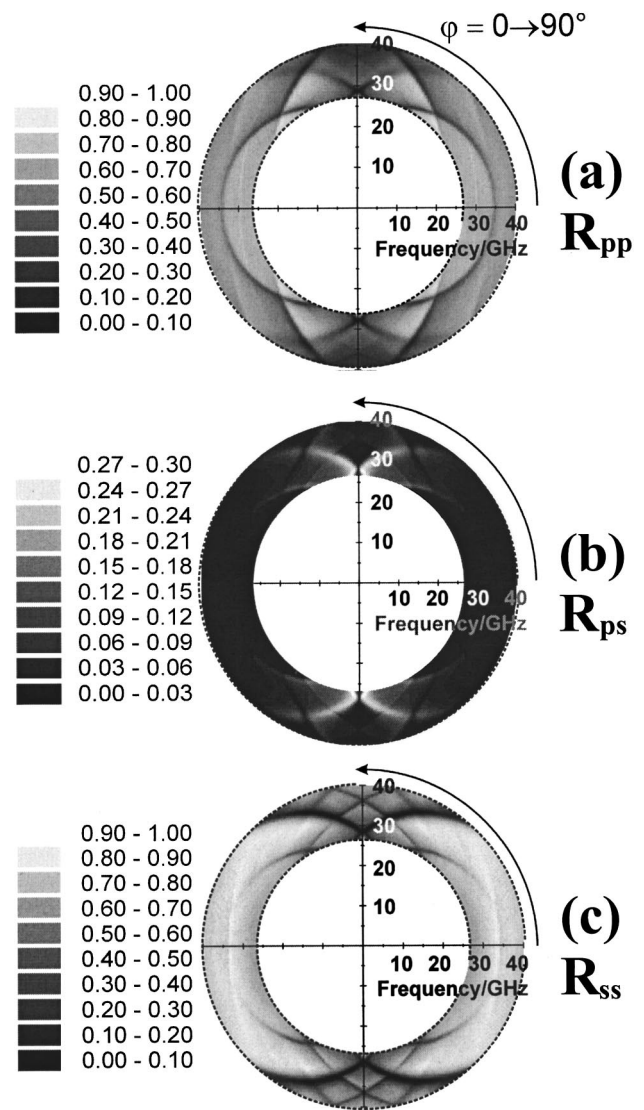 φ = 0→90°
0.90 - 1.00
0.80 - 0.90
0.70 - 0.80
0.60 - 0.70
0.50 - 0.60
0.40 - 0.50
0.30 - 0.40
0.20 - 0.30
0.10 - 0.20
0.00 - 0.10
40
30
20
10
10 20 30 40
Frequency/GHz
(a)
Rpp
0.27 - 0.30
0.24 - 0.27
0.21 - 0.24
0.18 - 0.21
0.15 - 0.18
0.12 - 0.15
0.09 - 0.12
0.06 - 0.09
0.03 - 0.06
0.00 - 0.03
40
30
20
10
10 20 30 40
Frequency/GHz
(b)
Rps
0.90 - 1.00
0.80 - 0.90
0.70 - 0.80
0.60 - 0.70
0.50 - 0.60
0.40 - 0.50
0.30 - 0.40
0.20 - 0.30
0.10 - 0.20
0.00 - 0.10
40
30
20
10
10 20 30 40
Frequency/GHz
(c)
Rss